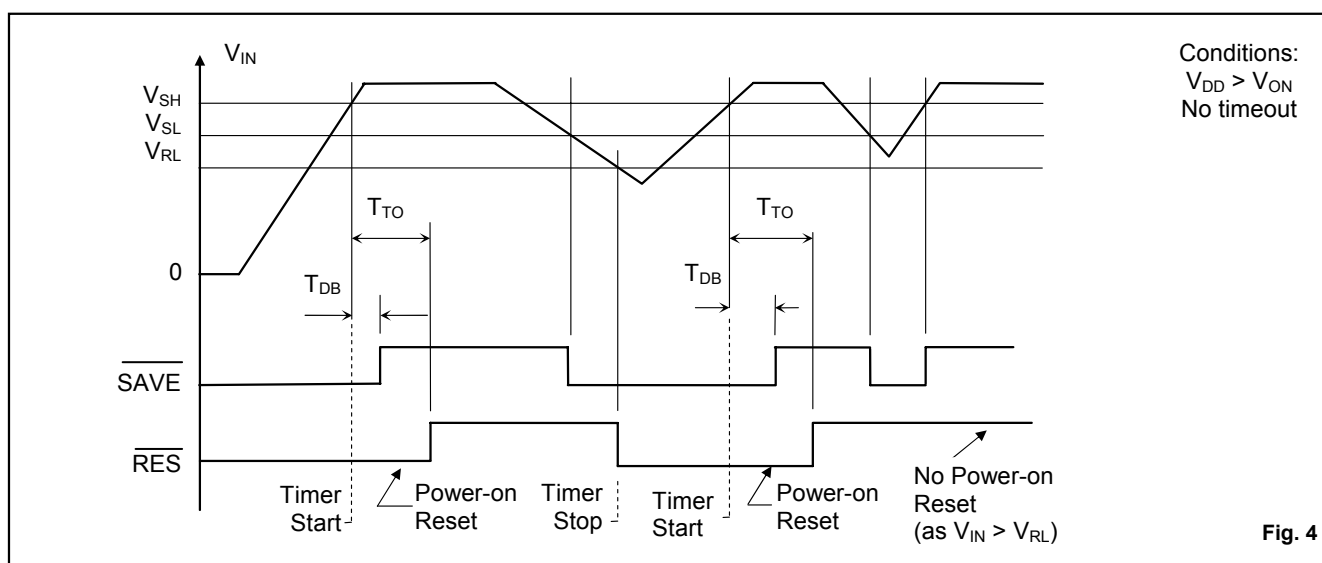 V_IN
Conditions:
V_DD > V_ON
No timeout
V_SH
V_SL
V_RL
T_TO
T_TO
0
T_DB
T_DB
SAVE
RES
Timer
Start
Power-on
Reset
Timer
Stop
Timer
Start
Power-on
Reset
No Power-on
Reset
(as V_IN > V_RL)
Fig. 4